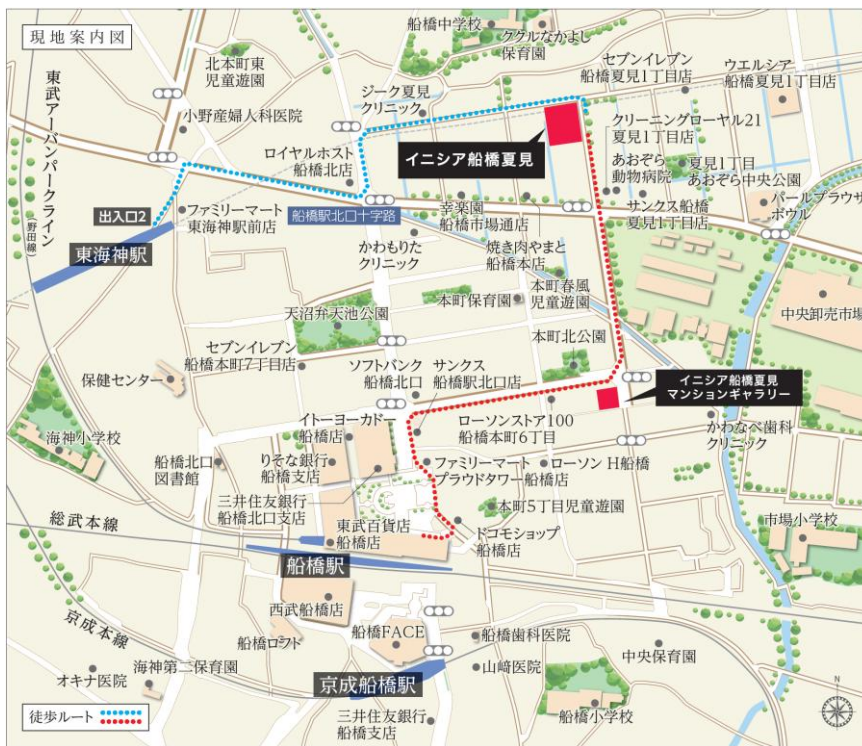 現地案内図
船橋中学校
ククルなかよし
保育園
北本町東
児童遊園
セブンイレブン
船橋夏見1丁目店
ウエルシア
船橋夏見1丁目店
ジーク夏見
クリニック
東武アーバンパークライン
(野田線)
小野産婦人科医院
クリーニングローヤル21
夏見1丁目店
イニシア船橋夏見
ロイヤルホスト
船橋北店
あおぞら
動物病院
夏見1丁目
あおぞら中央公園
出入口2
ファミリーマート
東海神駅前店
船橋駅北口十字路
幸楽園
船橋市場通店
サンクス船橋
夏見1丁目店
パールブラウザ
ボウル
東海神駅
かわもりた
クリニック
焼き肉やまと
船橋本店
本町春風
児童遊園
天沼弁天池公園
本町保育園
中央卸売市場
本町北公園
セブンイレブン
船橋本町7丁目店
ソフトバンク
船橋北口
サンクス
船橋駅北口店
保健センター
イニシア船橋夏見
マンションギャラリー
イトーヨーカドー
船橋店
ローソンストア100
船橋本町6丁目
かわなべ歯科
クリニック
海神小学校
船橋北口
図書館
りそな銀行
船橋支店
ファミリーマート
プラウドタワー船橋店
ローソン H船橋
三井住友銀行
船橋北口支店
本町5丁目児童遊園
総武本線
東武百貨店
船橋店
ドコモショップ
船橋店
市場小学校
船橋駅
京成本線
西武船橋店
船橋ロフト
船橋FACE
船橋歯科医院
中央保育園
海神第二保育園
オキナ医院
京成船橋駅
山﨑医院
徒歩ルート
三井住友銀行
船橋支店
船橋小学校
N